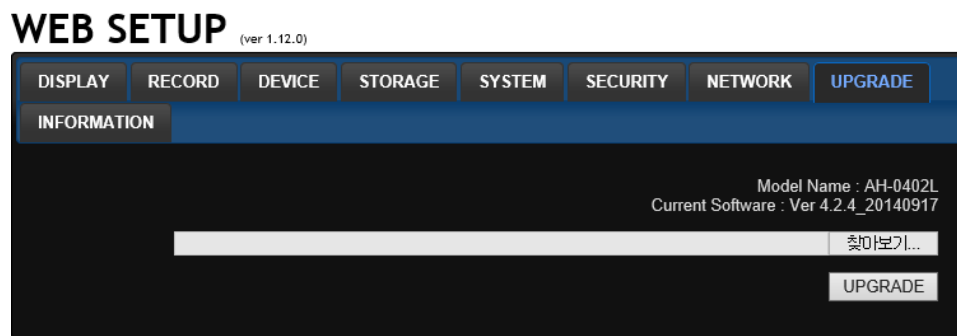 WEB SETUP (ver 1.12.0)
DISPLAY RECORD DEVICE STORAGE SYSTEM SECURITY NETWORK UPGRADE
INFORMATION
Model Name : AH-0402L
Current Software : Ver 4.2.4_20140917
찾아보기...
UPGRADE